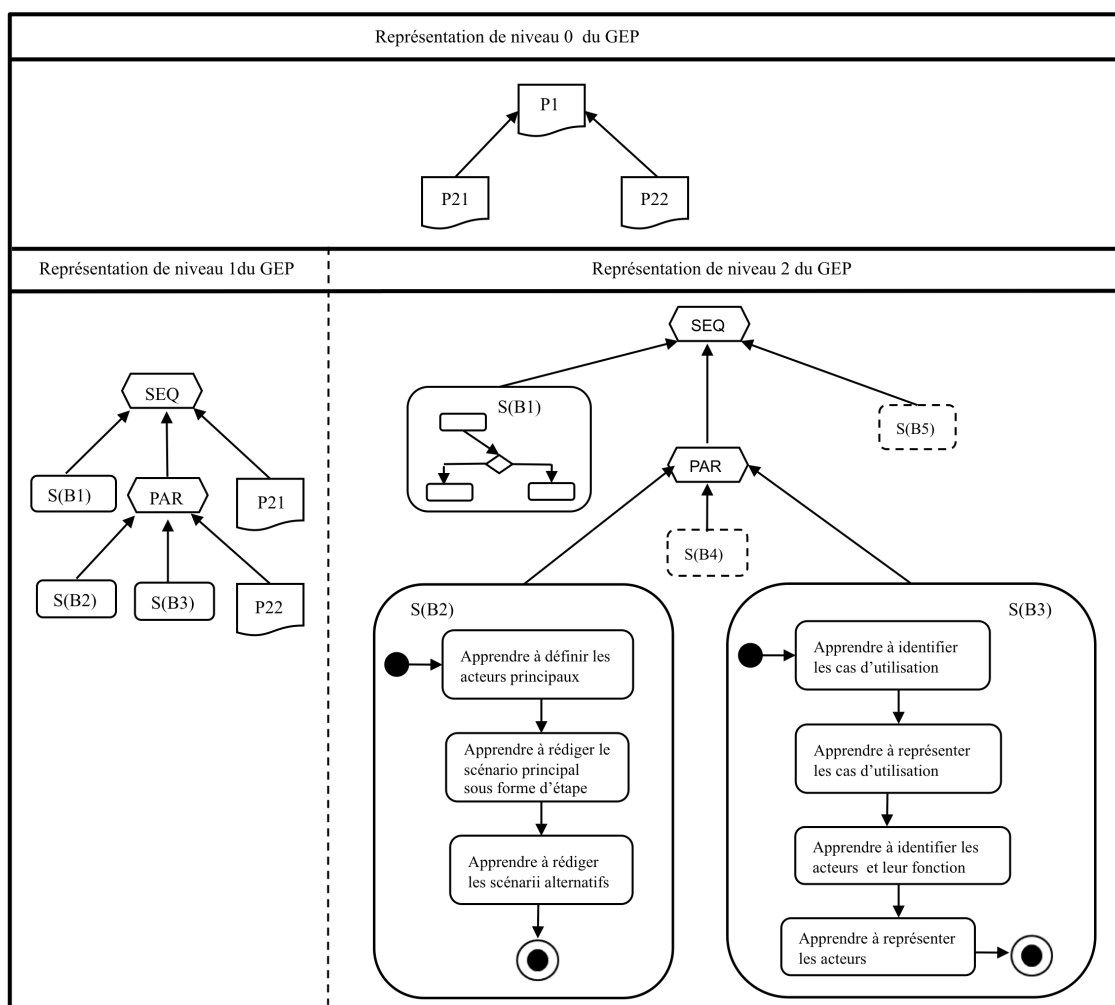 Représentation de niveau 0 du GEP
P1
P21
P22
Représentation de niveau 1du GEP
SEQ
S(B1)
PAR
P21
S(B2)
S(B3)
P22
Représentation de niveau 2 du GEP
SEQ
S(B1)
S(B5)
PAR
S(B4)
S(B2)
Apprendre à définir les
acteurs principaux
Apprendre à rédiger le
scénario principal
sous forme d’étape
Apprendre à rédiger
les scénarii alternatifs
S(B3)
Apprendre à identifier
les cas d’utilisation
Apprendre à représenter
les cas d’utilisation
Apprendre à identifier les
acteurs et leur fonction
Apprendre à représenter
les acteurs